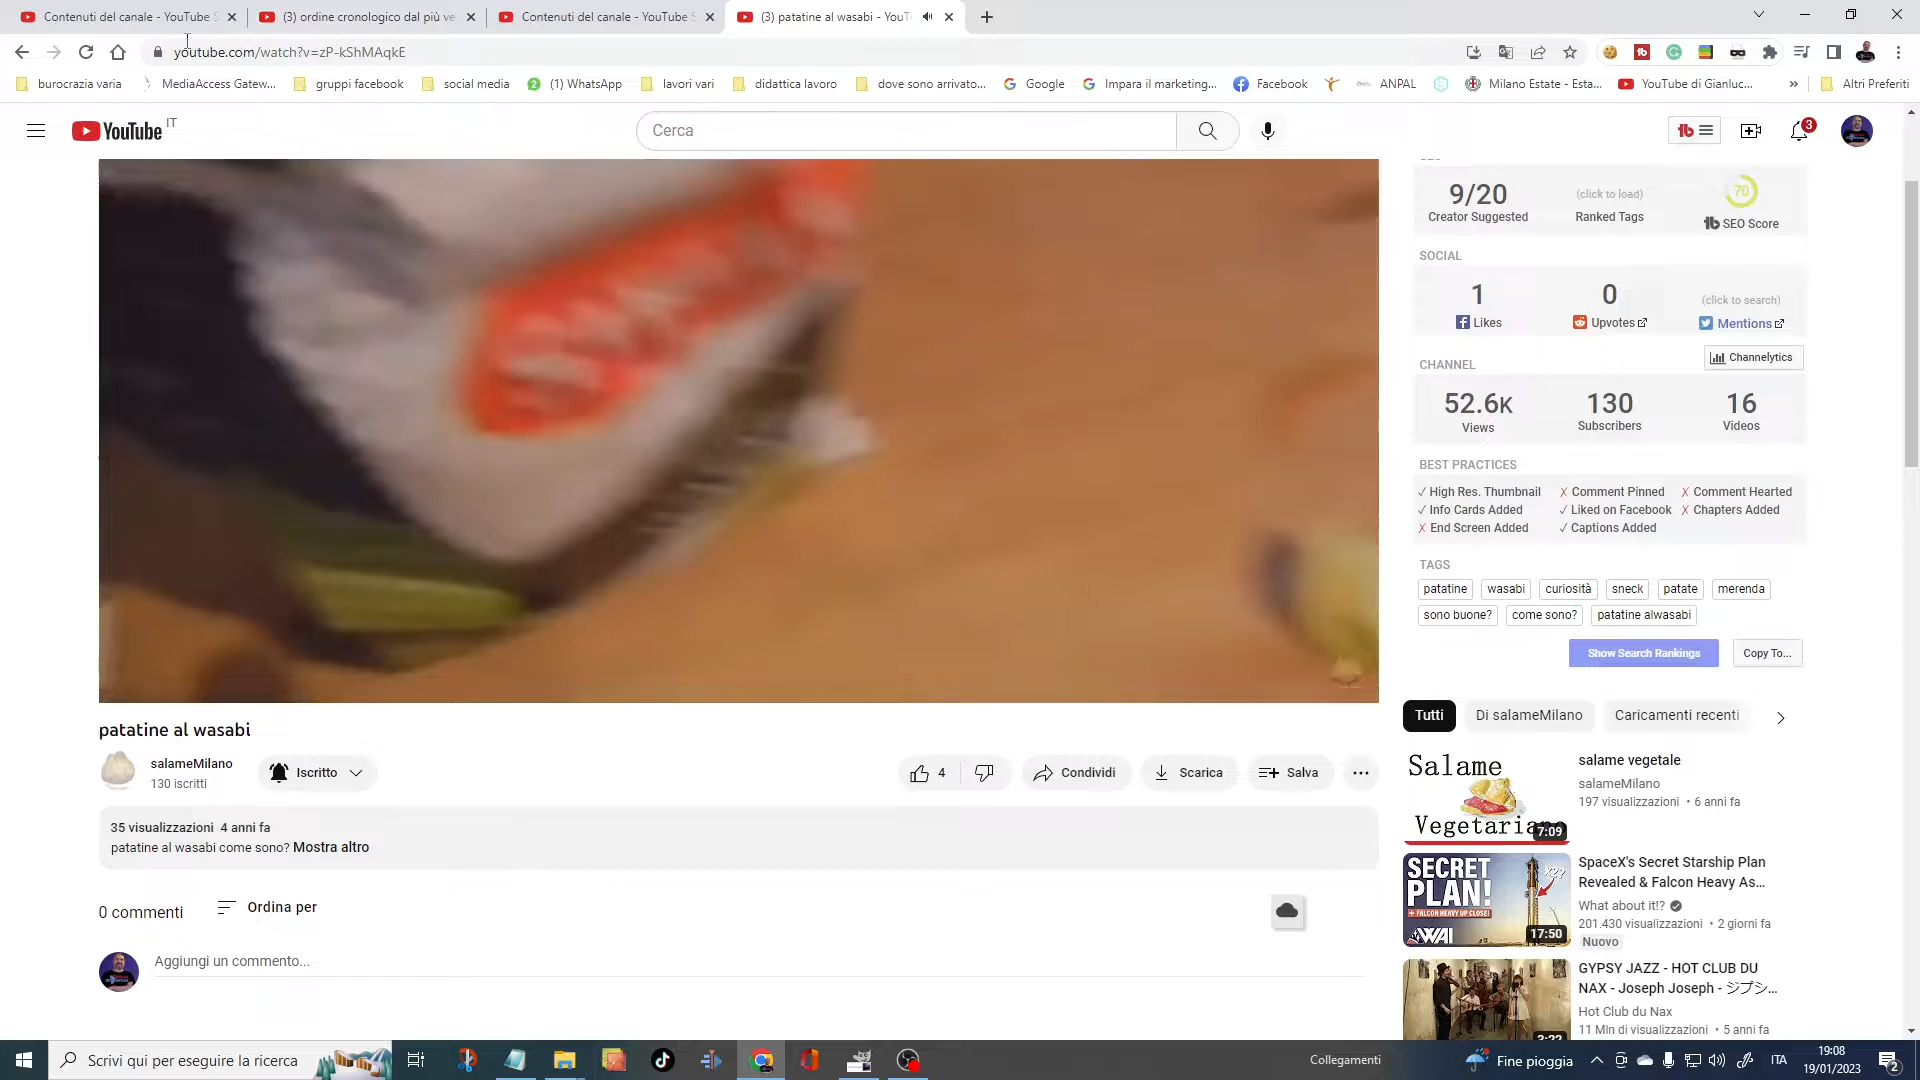 Contenuti del canale - YouTube S
(3) ordine cronologico dal più ve
Contenuti del canale - YouTube S
(3) patatine al wasabi - YouT
youtube.com/watch?v=zP-kShMAqkE
burocrazia varia
MediaAccess Gatew...
gruppi facebook
social media
(1) WhatsApp
lavori vari
didattica lavoro
dove sono arrivato...
Google
Impara il marketing...
Facebook
ANPAL
Milano Estate - Esta...
YouTube di Gianluc...
»
Altri Preferiti
YouTube IT
Cerca
tb
3
9/20
Creator Suggested
(click to load)
Ranked Tags
70
tb SEO Score
SOCIAL
1
Likes
0
Upvotes
(click to search)
Mentions
CHANNEL
Channelytics
52.6K
Views
130
Subscribers
16
Videos
BEST PRACTICES
✓ High Res. Thumbnail
✗ Comment Pinned
✗ Comment Hearted
✓ Info Cards Added
✓ Liked on Facebook
✗ Chapters Added
✗ End Screen Added
✓ Captions Added
TAGS
patatine
wasabi
curiosità
sneck
patate
merenda
sono buone?
come sono?
patatine alwasabi
Show Search Rankings
Copy To...
patatine al wasabi
salameMilano
130 iscritti
Iscritto
4
Condividi
Scarica
Salva
35 visualizzazioni 4 anni fa
patatine al wasabi come sono? Mostra altro
0 commenti
Ordina per
Aggiungi un commento...
Tutti
Di salameMilano
Caricamenti recenti
Salame
Vegetariano
7:09
salame vegetale
salameMilano
197 visualizzazioni • 6 anni fa
SECRET
PLAN!
+ FALCON HEAVY UP CLOSE!
X2?
WAI
17:50
SpaceX's Secret Starship Plan
Revealed & Falcon Heavy As...
What about it!?
201.430 visualizzazioni • 2 giorni fa
Nuovo
3:22
GYPSY JAZZ - HOT CLUB DU
NAX - Joseph Joseph - ジプシ...
Hot Club du Nax
11 Mln di visualizzazioni • 5 anni fa
Scrivi qui per eseguire la ricerca
Collegamenti
Fine pioggia
ITA
19:08
19/01/2023
2